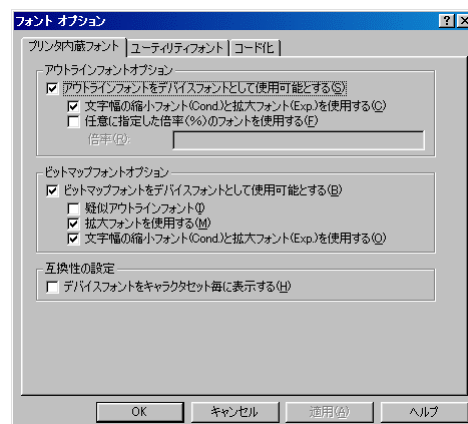 フォント オプション
プリンタ内蔵フォント ユーティリティフォント コード化
アウトラインフォントオプション
アウトラインフォントをデバイスフォントとして使用可能とする(S)
文字幅の縮小フォント(Cond.)と拡大フォント(Exp.)を使用する(C)
任意に指定した倍率(%)のフォントを使用する(F)
倍率(R):
ビットマップフォントオプション
ビットマップフォントをデバイスフォントとして使用可能とする(B)
疑似アウトラインフォント(I)
拡大フォントを使用する(M)
文字幅の縮小フォント(Cond.)と拡大フォント(Exp.)を使用する(O)
互換性の設定
デバイスフォントをキャラクタセット毎に表示する(H)
OK キャンセル 適用(A) ヘルプ